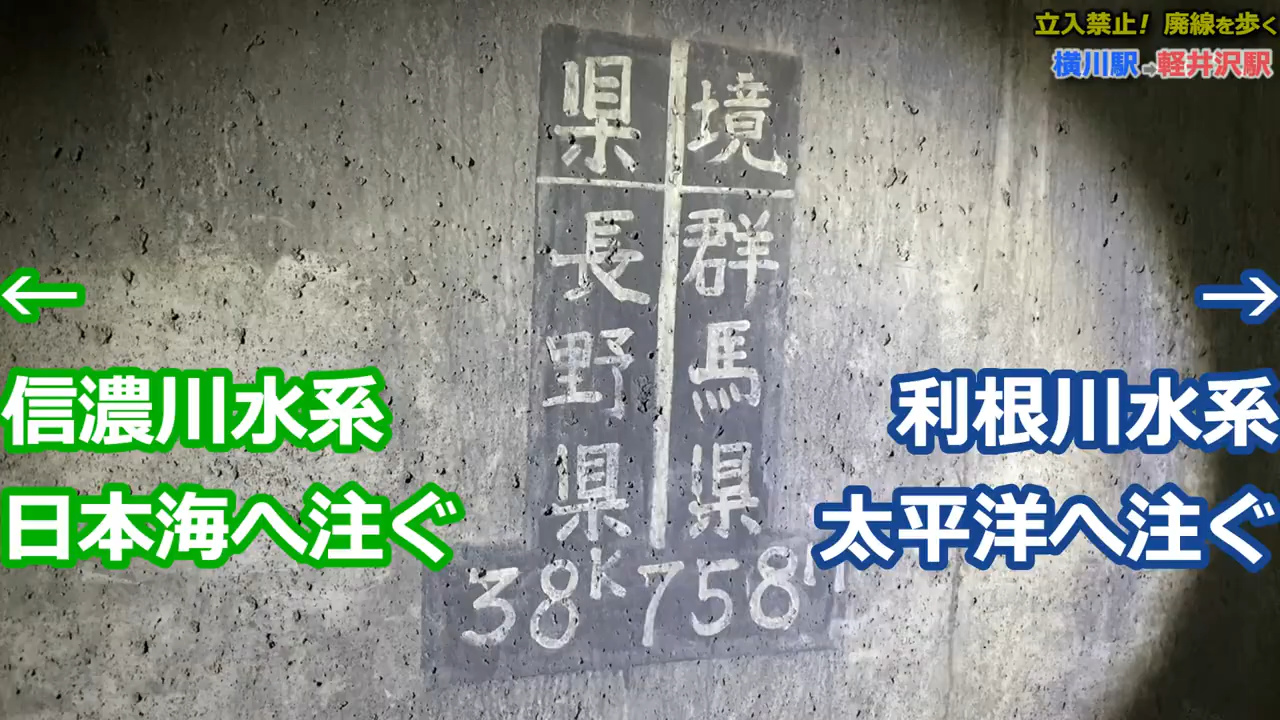 立入禁止! 廃線を歩く
横川駅→軽井沢駅
県境
長野県
群馬県
38k758m
←
信濃川水系
日本海へ注ぐ
→
利根川水系
太平洋へ注ぐ